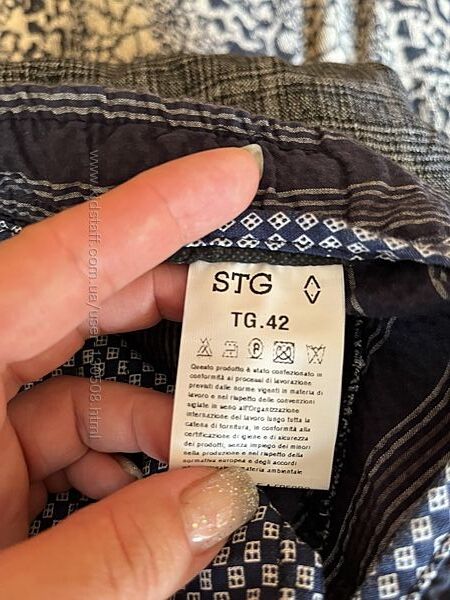 STG
TG.42
Questo prodotto è stato confezionato in
conformità ai processi di lavorazione
previsti dalle norme vigenti in materia di
lavoro e nel rispetto delle convenzioni
siglate in seno all'Organizzazione
internazionale del lavoro lungo tutta la
catena di fornitura, in conformità alla
certificazione di igiene e di sicurezza
dei prodotti, senza impiego dei minori
nella produzione e nel rispetto della
normativa europea e degli accordi
materia ambientale